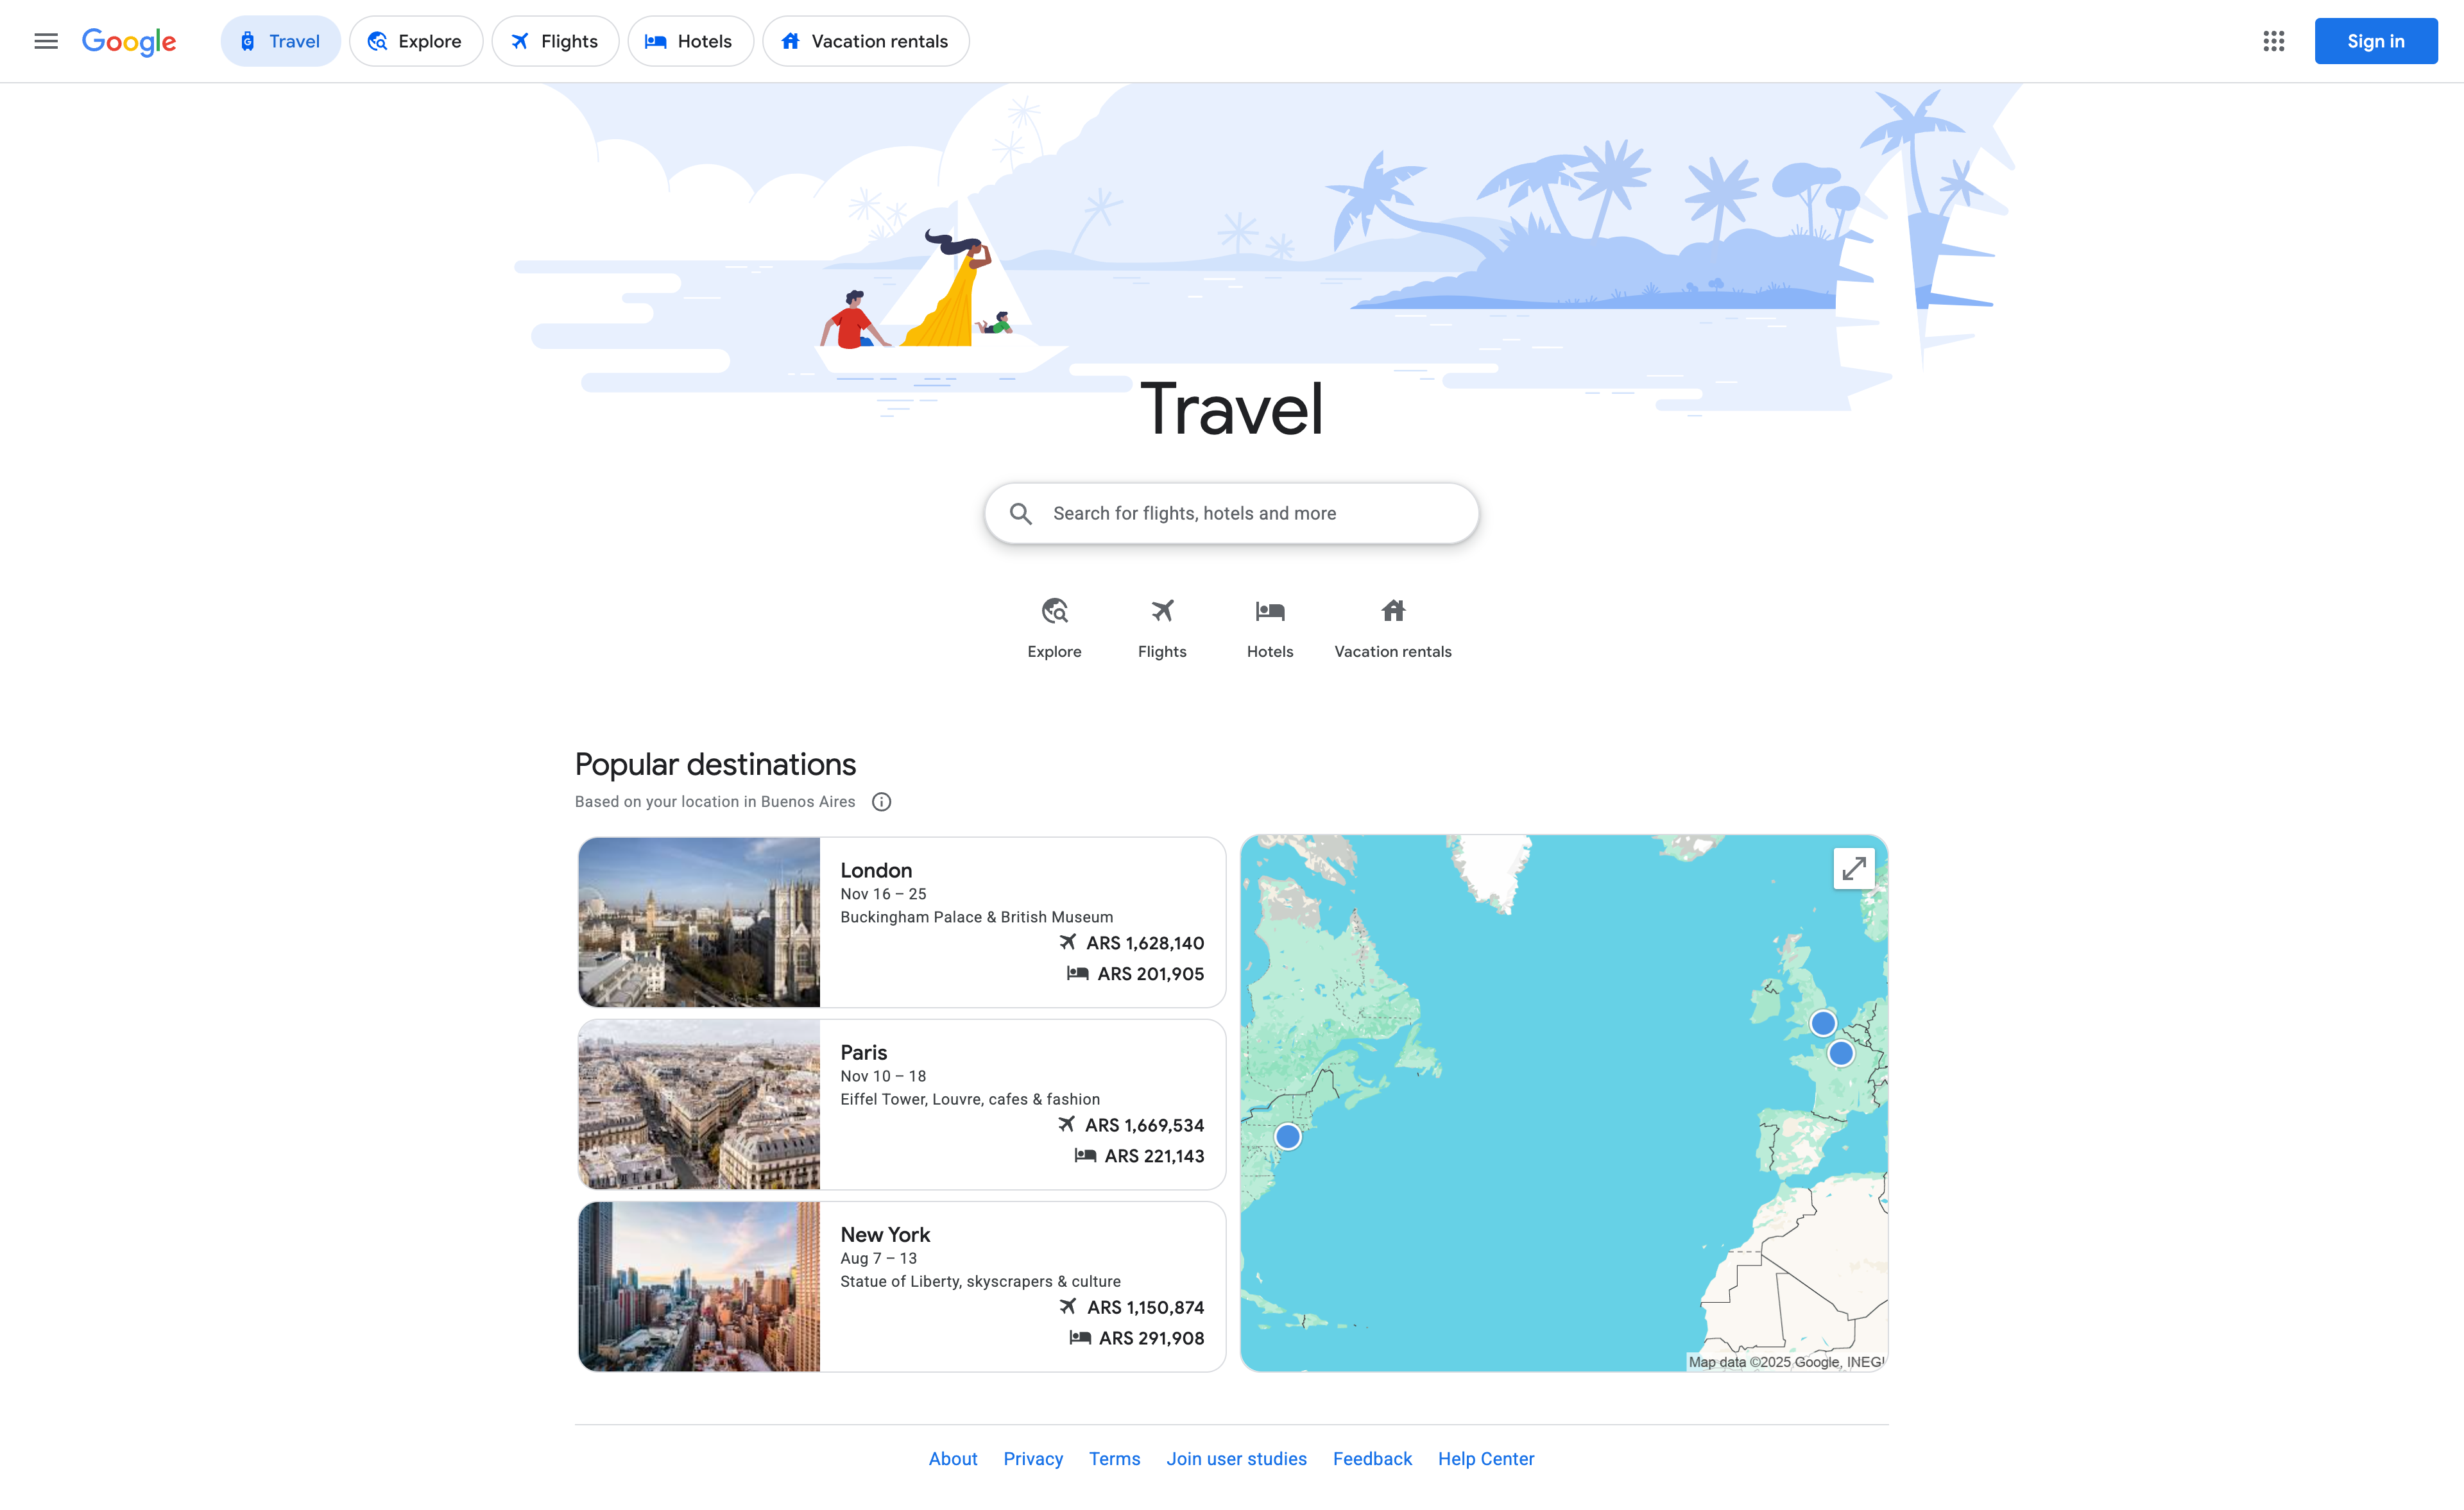 Google
Travel
Explore
Flights
Hotels
Vacation rentals
Sign in
Travel
Search for flights, hotels and more
Explore
Flights
Hotels
Vacation rentals
Popular destinations
Based on your location in Buenos Aires
London
Nov 16 – 25
Buckingham Palace & British Museum
ARS 1,628,140
ARS 201,905
Paris
Nov 10 – 18
Eiffel Tower, Louvre, cafes & fashion
ARS 1,669,534
ARS 221,143
New York
Aug 7 – 13
Statue of Liberty, skyscrapers & culture
ARS 1,150,874
ARS 291,908
Map data ©2025 Google, INEGI
About Privacy Terms Join user studies Feedback Help Center